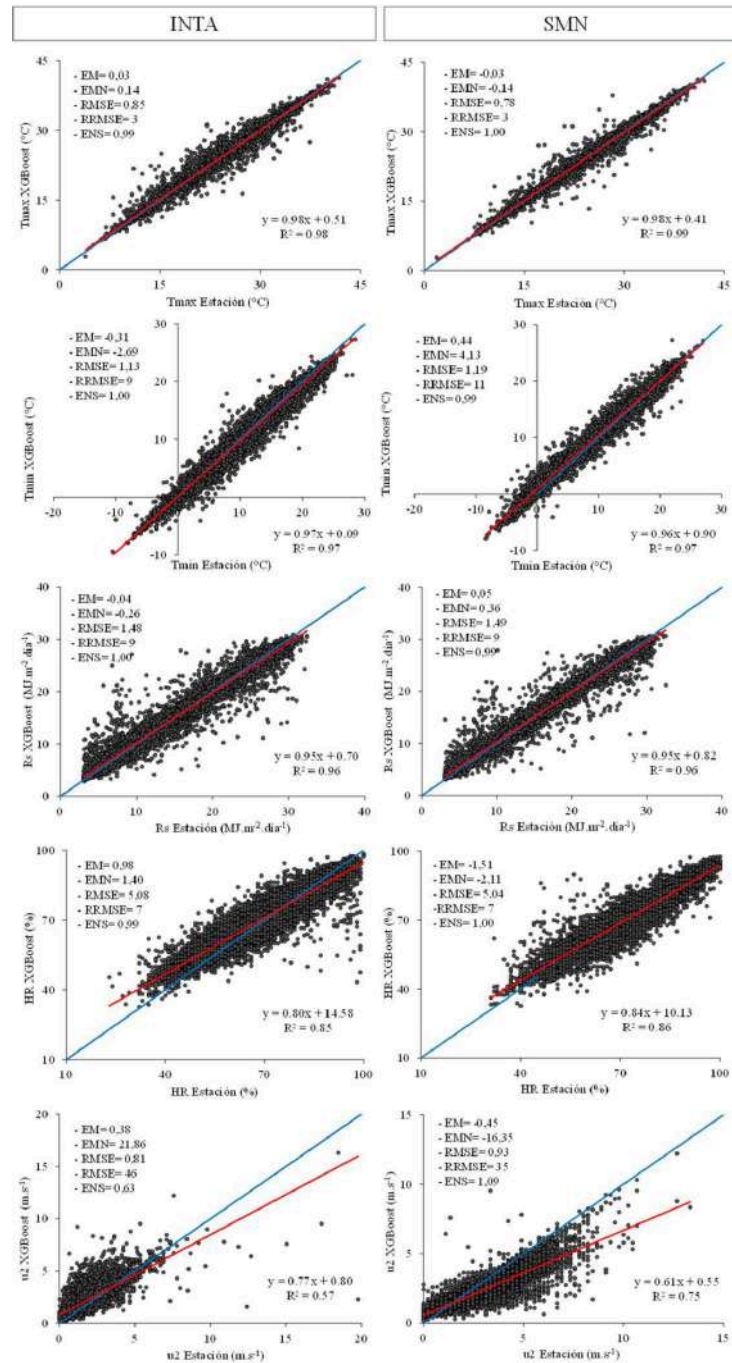 INTA
SMN
45
30
15
0
Tmax XGBoost (°C)
- EM= 0,03
- EMN= 0,14
- RMSE= 0,85
- RRMSE= 3
- ENS= 0,99
y = 0.98x + 0.51
R² = 0.98
0 15 30 45
Tmax Estación (°C)
45
30
15
0
Tmax XGBoost (°C)
- EM= -0,03
- EMN= -0,14
- RMSE= 0,78
- RRMSE= 3
- ENS= 1,00
y = 0.98x + 0.41
R² = 0.99
0 15 30 45
Tmax Estación (°C)
30
20
10
-10
Tmin XGBoost (°C)
- EM= -0,31
- EMN= -2,69
- RMSE= 1,13
- RRMSE= 9
- ENS= 1,00
y = 0.97x + 0.09
R² = 0.97
-20 -10 0 10 20 30
Tmin Estación (°C)
30
20
10
-10
Tmin XGBoost (°C)
- EM= 0,44
- EMN= 4,13
- RMSE= 1,19
- RRMSE= 11
- ENS= 0,99
y = 0.96x + 0.90
R² = 0.97
-20 -10 0 10 20 30
Tmin Estación (°C)
40
30
20
10
0
Rs XGBoost (MJ.m⁻².día⁻¹)
- EM= -0,04
- EMN= -0,26
- RMSE= 1,48
- RRMSE= 9
- ENS= 1,00
y = 0.95x + 0.70
R² = 0.96
0 10 20 30 40
Rs Estación (MJ.m⁻².día⁻¹)
40
30
20
10
0
Rs XGBoost (MJ.m⁻².día⁻¹)
- EM= 0,05
- EMN= 0,36
- RMSE= 1,49
- RRMSE= 9
- ENS= 0,99
y = 0.95x + 0.82
R² = 0.96
0 10 20 30 40
Rs Estación (MJ.m⁻².día⁻¹)
100
70
40
10
HR XGBoost (%)
- EM= 0,98
- EMN= 1,40
- RMSE= 5,08
- RRMSE= 7
- ENS= 0,99
y = 0.80x + 14.58
R² = 0.85
10 40 70 100
HR Estación (%)
100
70
40
10
HR XGBoost (%)
- EM= -1,51
- EMN= -2,11
- RMSE= 5,04
-RRMSE= 7
- ENS= 1,00
y = 0.84x + 10.13
R² = 0.86
10 40 70 100
HR Estación (%)
20
15
10
5
0
u2 XGBoost (m.s⁻¹)
- EM= 0,38
- EMN= 21,86
- RMSE= 0,81
- RRMSE= 46
- ENS= 0,63
y = 0.77x + 0.80
R² = 0.57
0 5 10 15 20
u2 Estación (m.s⁻¹)
15
10
5
0
u2 XGBoost (m.s⁻¹)
- EM= -0,45
- EMN= -16,35
- RMSE= 0,93
- RRMSE= 35
- ENS= 1,09
y = 0.61x + 0.55
R² = 0.75
0 5 10 15
u2 Estación (m.s⁻¹)